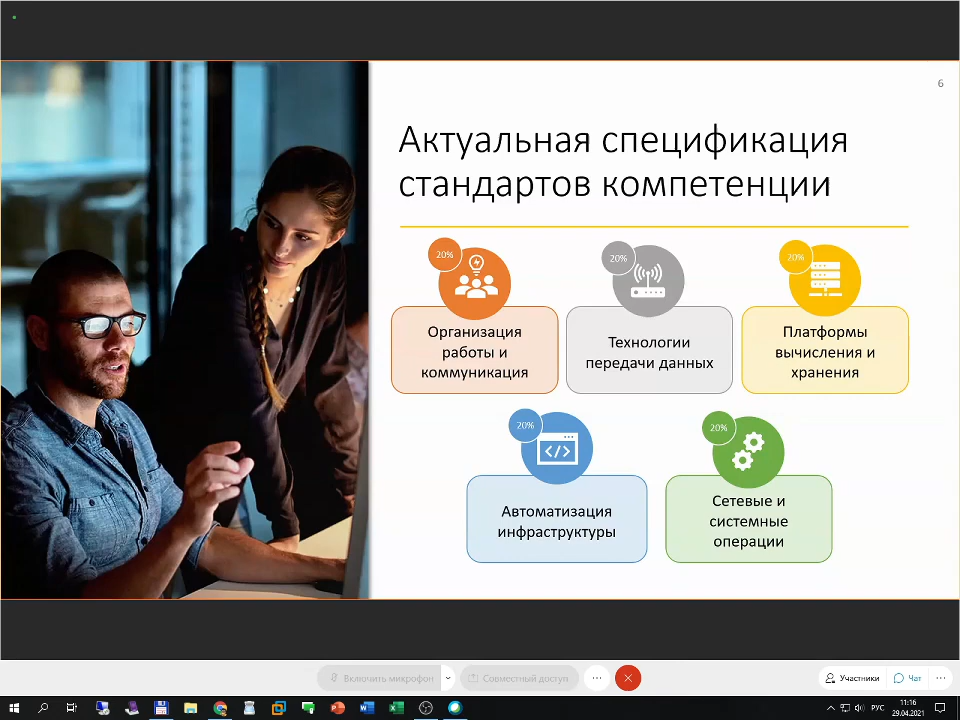 6
Актуальная спецификация
стандартов компетенции
20%
Организация
работы и
коммуникация
20%
Технологии
передачи данных
20%
Платформы
вычисления и
хранения
20%
</>
Автоматизация
инфраструктуры
20%
Сетевые и
системные
операции
Включить микрофон
Совместный доступ
Участники
Чат
РУС
11:16
29.04.2021